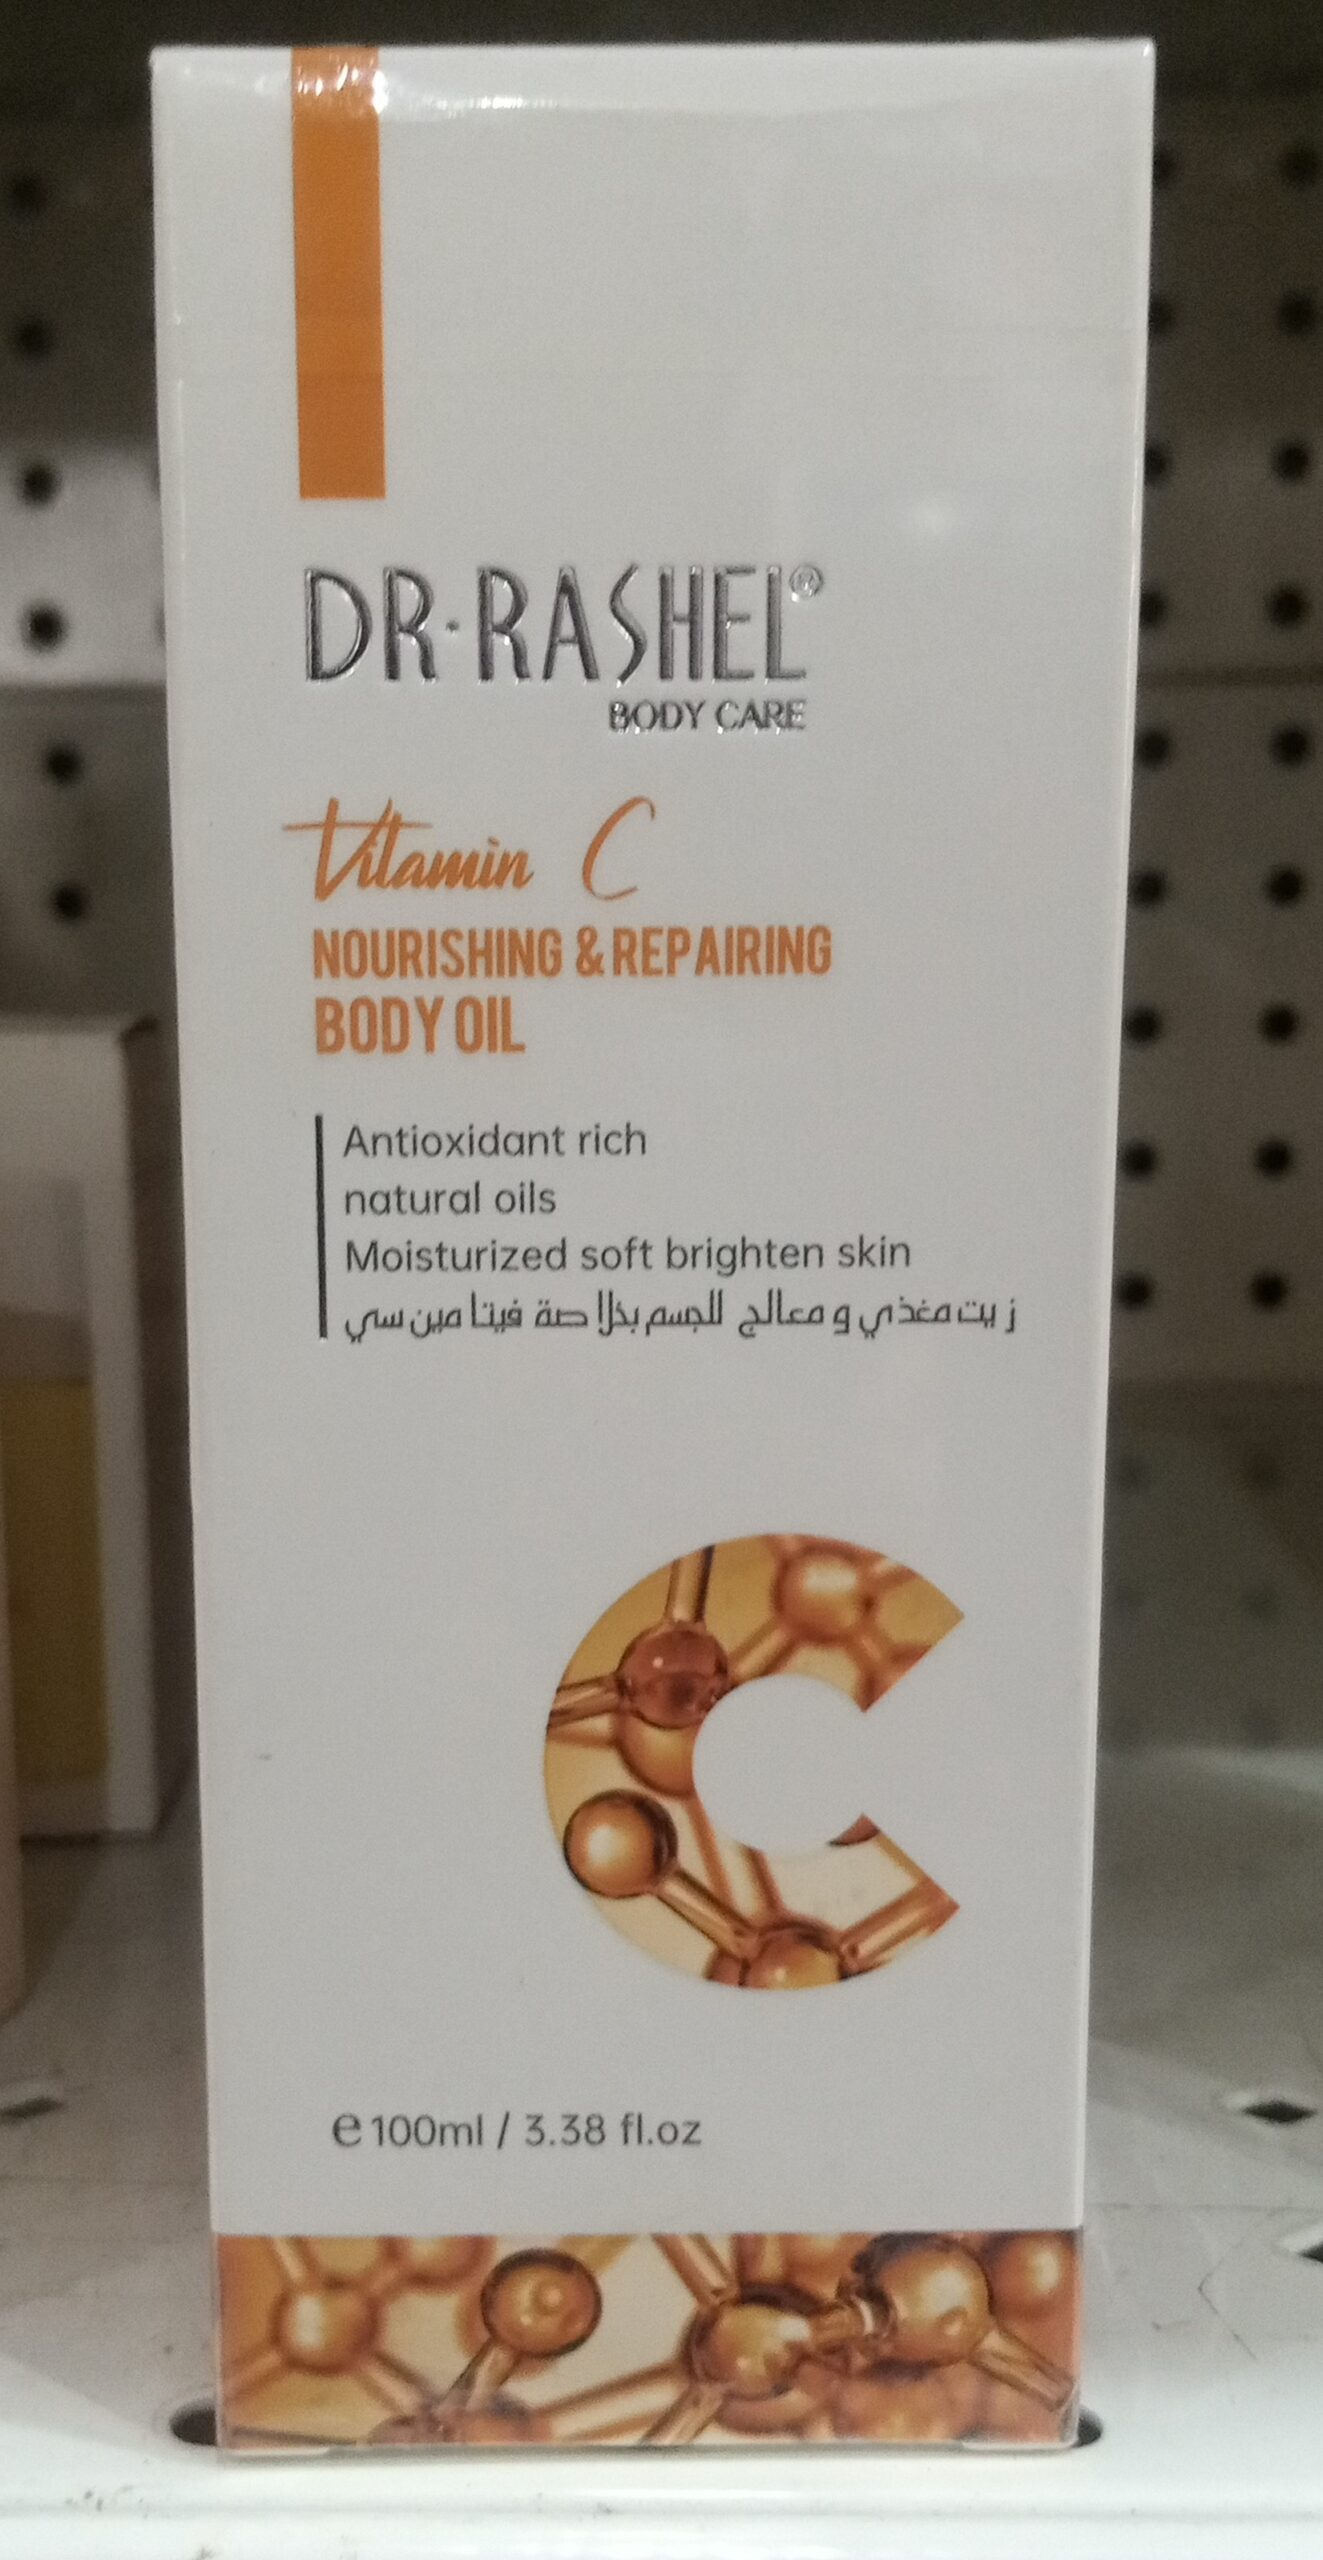 DR·RASHEL®
BODY CARE
Vitamin C
NOURISHING & REPAIRING
BODY OIL
Antioxidant rich
natural oils
Moisturized soft brighten skin
زيت مغذي و معالج للجسم بخلاصة فيتامين سي
C
e 100ml / 3.38 fl.oz